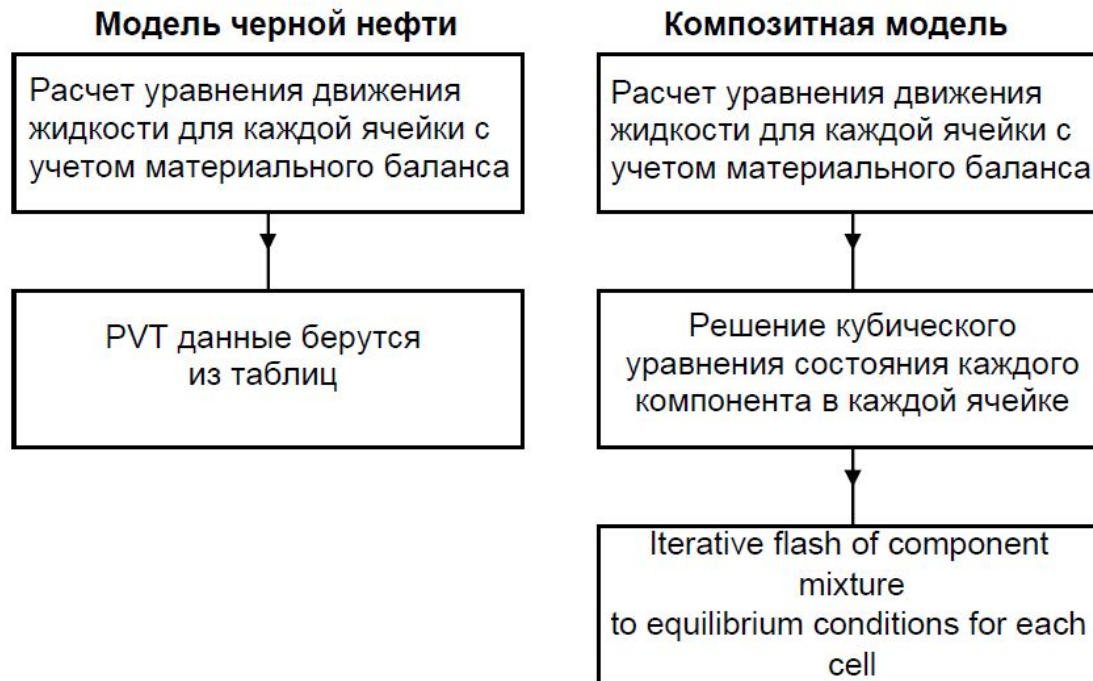 Модель черной нефти
Расчет уравнения движения
жидкости для каждой ячейки с
учетом материального баланса
PVT данные берутся
из таблиц
Композитная модель
Расчет уравнения движения
жидкости для каждой ячейки с
учетом материального баланса
Решение кубического
уравнения состояния каждого
компонента в каждой ячейке
Iterative flash of component
mixture
to equilibrium conditions for each
cell